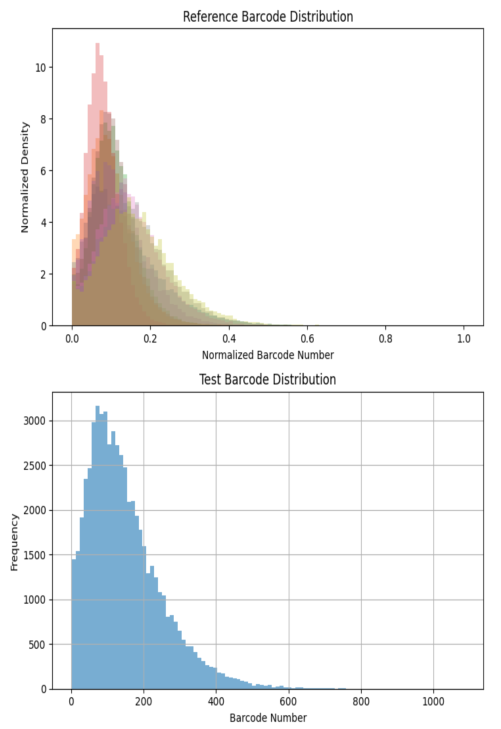 Reference Barcode Distribution
10
8
6
4
2
0
Normalized Density
0.0 0.2 0.4 0.6 0.8 1.0
Normalized Barcode Number
Test Barcode Distribution
3000
2500
2000
1500
1000
500
0
Frequency
0 200 400 600 800 1000
Barcode Number